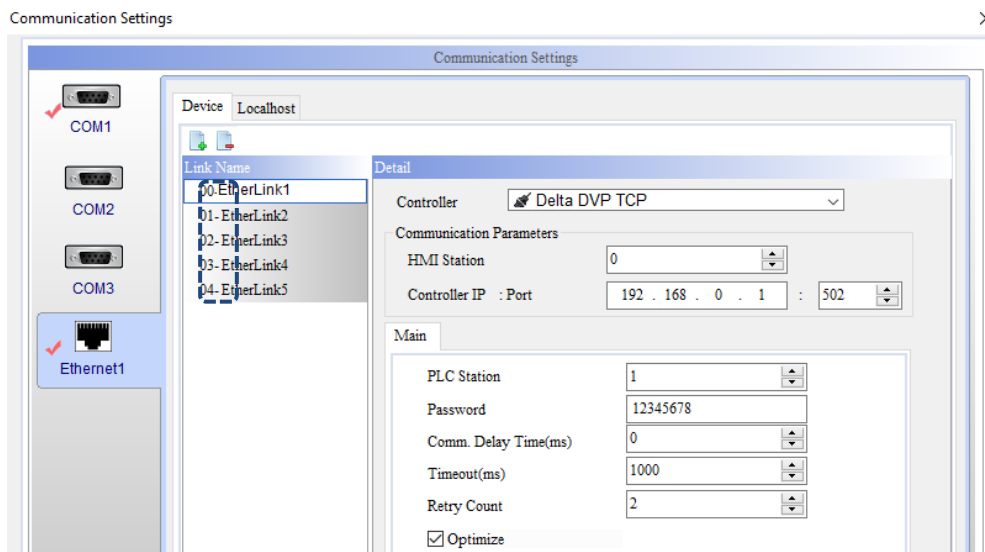 Communication Settings
Communication Settings
COM1
COM2
COM3
Ethernet1
Device Localhost
Link Name
00-EtherLink1
01-EtherLink2
02-EtherLink3
03-EtherLink4
04-EtherLink5
Detail
Controller Delta DVP TCP
Communication Parameters
HMI Station 0
Controller IP : Port 192 . 168 . 0 . 1 : 502
Main
PLC Station 1
Password 12345678
Comm. Delay Time(ms) 0
Timeout(ms) 1000
Retry Count 2
Optimize